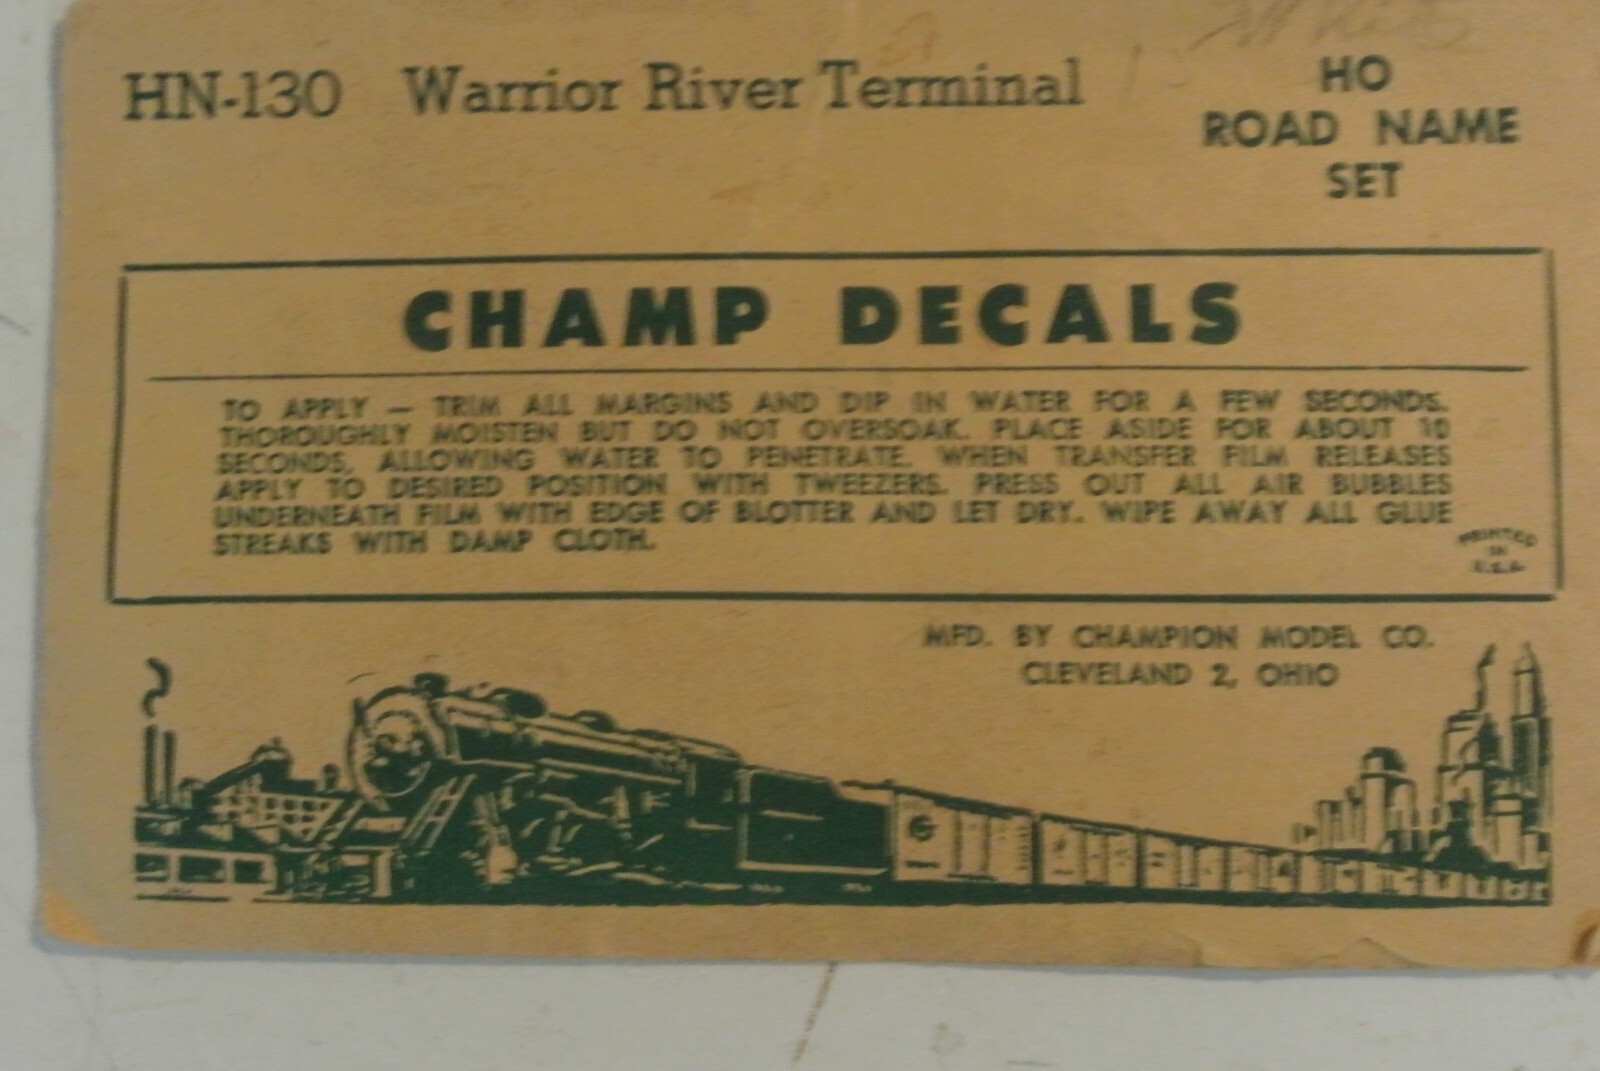 White
HN-130 Warrior River Terminal
HO
ROAD NAME
SET
CHAMP DECALS
TO APPLY — TRIM ALL MARGINS AND DIP IN WATER FOR A FEW SECONDS.
THOROUGHLY MOISTEN BUT DO NOT OVERSOAK. PLACE ASIDE FOR ABOUT 10
SECONDS, ALLOWING WATER TO PENETRATE. WHEN TRANSFER FILM RELEASES
APPLY TO DESIRED POSITION WITH TWEEZERS. PRESS OUT ALL AIR BUBBLES
UNDERNEATH FILM WITH EDGE OF BLOTTER AND LET DRY. WIPE AWAY ALL GLUE
STREAKS WITH DAMP CLOTH.
PRINTED
IN
U.S.A.
MFD. BY CHAMPION MODEL CO.
CLEVELAND 2, OHIO